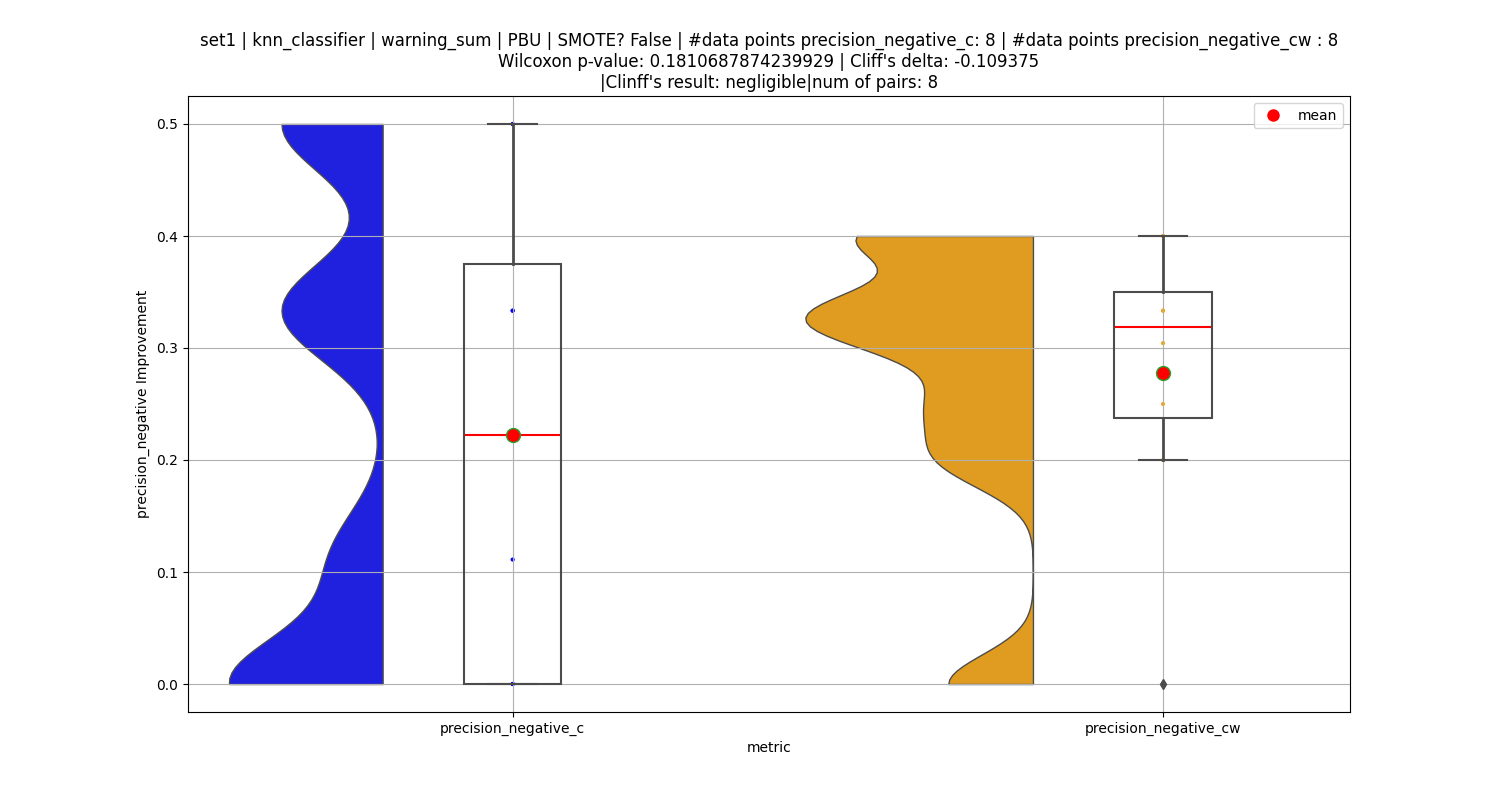 set1 | knn_classifier | warning_sum | PBU | SMOTE? False | #data points precision_negative_c: 8 | #data points precision_negative_cw : 8
Wilcoxon p-value: 0.1810687874239929 | Cliff's delta: -0.109375
|Clinff's result: negligible|num of pairs: 8
mean
precision_negative Improvement
0.5
0.4
0.3
0.2
0.1
0.0
precision_negative_c
precision_negative_cw
metric